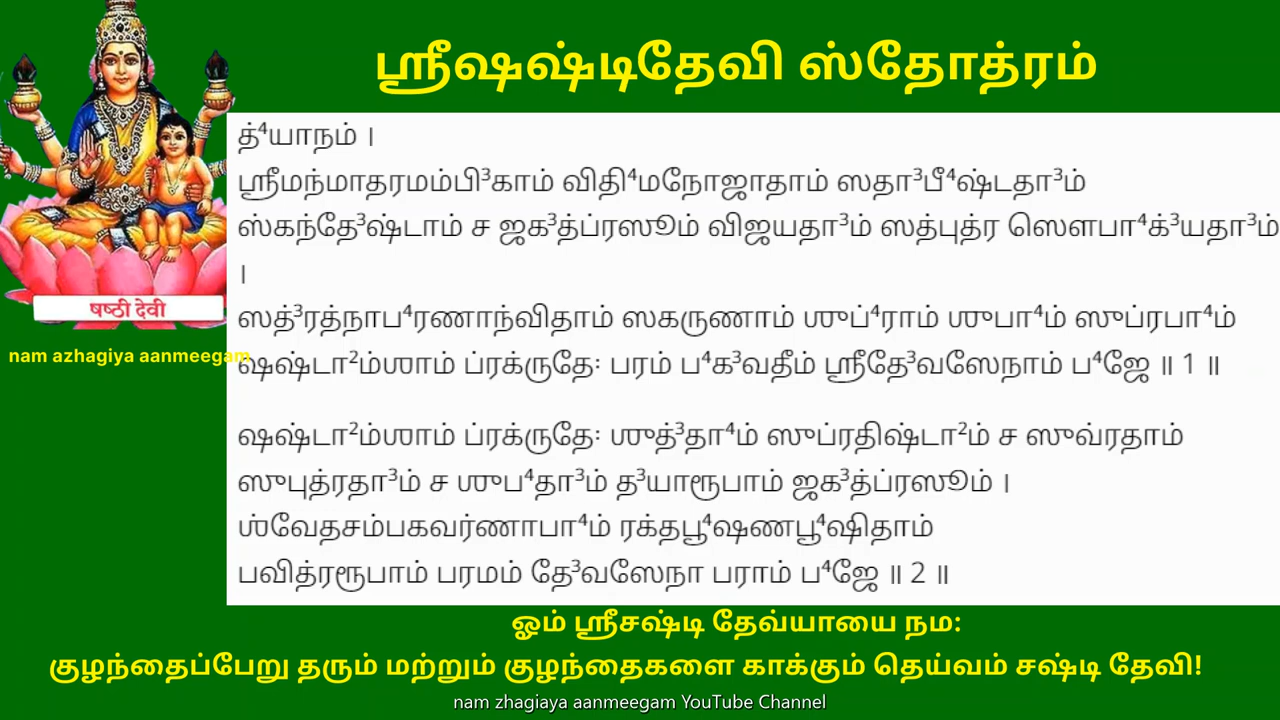 ஸ்ரீஷஷ்டிதேவி ஸ்தோத்ரம்
த்⁴யாநம் ।
ஸ்ரீமந்மாதரமம்பி³காம் விதி⁴மநோஜாதாம் ஸதா³பீ⁴ஷ்டதா³ம்
ஸ்கந்தே³ஷ்டாம் ச ஜக³த்ப்ரஸூம் விஜயதா³ம் ஸத்புத்ர ஸௌபா⁴க்³யதா³ம்
।
ஸத்³ரத்நாப⁴ரணாந்விதாம் ஸகருணாம் ஶுப்⁴ராம் ஶுபா⁴ம் ஸுப்ரபா⁴ம்
ஷஷ்டா²ம்ஶாம் ப்ரக்ருதே: பரம் ப⁴க³வதீம் ஸ்ரீதே³வஸேநாம் ப⁴ஜே ॥ 1 ॥
ஷஷ்டா²ம்ஶாம் ப்ரக்ருதே: ஶுத்³தா⁴ம் ஸுப்ரதிஷ்டா²ம் ச ஸுவ்ரதாம்
ஸுபுத்ரதா³ம் ச ஶுப⁴தா³ம் த³யாரூபாம் ஜக³த்ப்ரஸூம் ।
ஶ்வேதசம்பகவர்ணாபா⁴ம் ரக்தபூ⁴ஷணபூ⁴ஷிதாம்
பவித்ரரூபாம் பரமம் தே³வஸேநா பராம் ப⁴ஜே ॥ 2 ॥
षष्ठी देवी
nam azhagiya aanmeegam
ஓம் ஸ்ரீசஷ்டி தேவ்யாயை நம:
குழந்தைப்பேறு தரும் மற்றும் குழந்தைகளை காக்கும் தெய்வம் சஷ்டி தேவி!
nam zhagiaya aanmeegam YouTube Channel